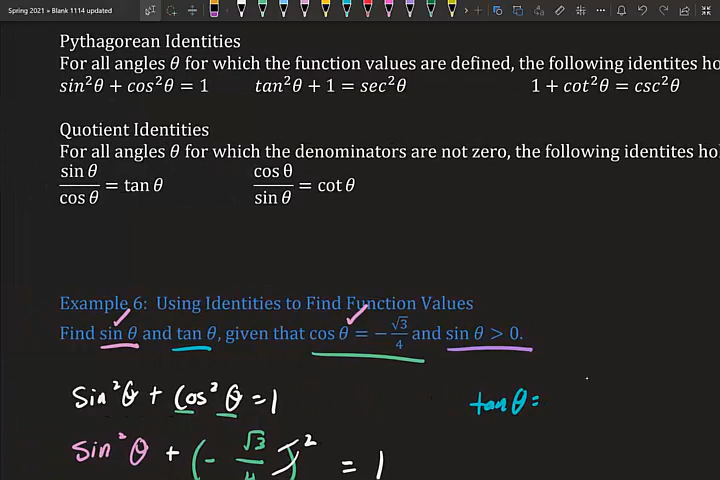 Spring 2021 » Blank 1114 updated
Pythagorean Identities
For all angles θ for which the function values are defined, the following identites ho
sin²θ + cos²θ = 1 tan²θ + 1 = sec²θ 1 + cot²θ = csc²θ
Quotient Identities
For all angles θ for which the denominators are not zero, the following identites hol
sin θ / cos θ = tan θ cos θ / sin θ = cot θ
Example 6: Using Identities to Find Function Values
Find sin θ and tan θ, given that cos θ = −√3/4 and sin θ > 0.
Sin²θ + Cos²θ = 1 tan θ =
Sin²θ + (− √3/4)² = 1